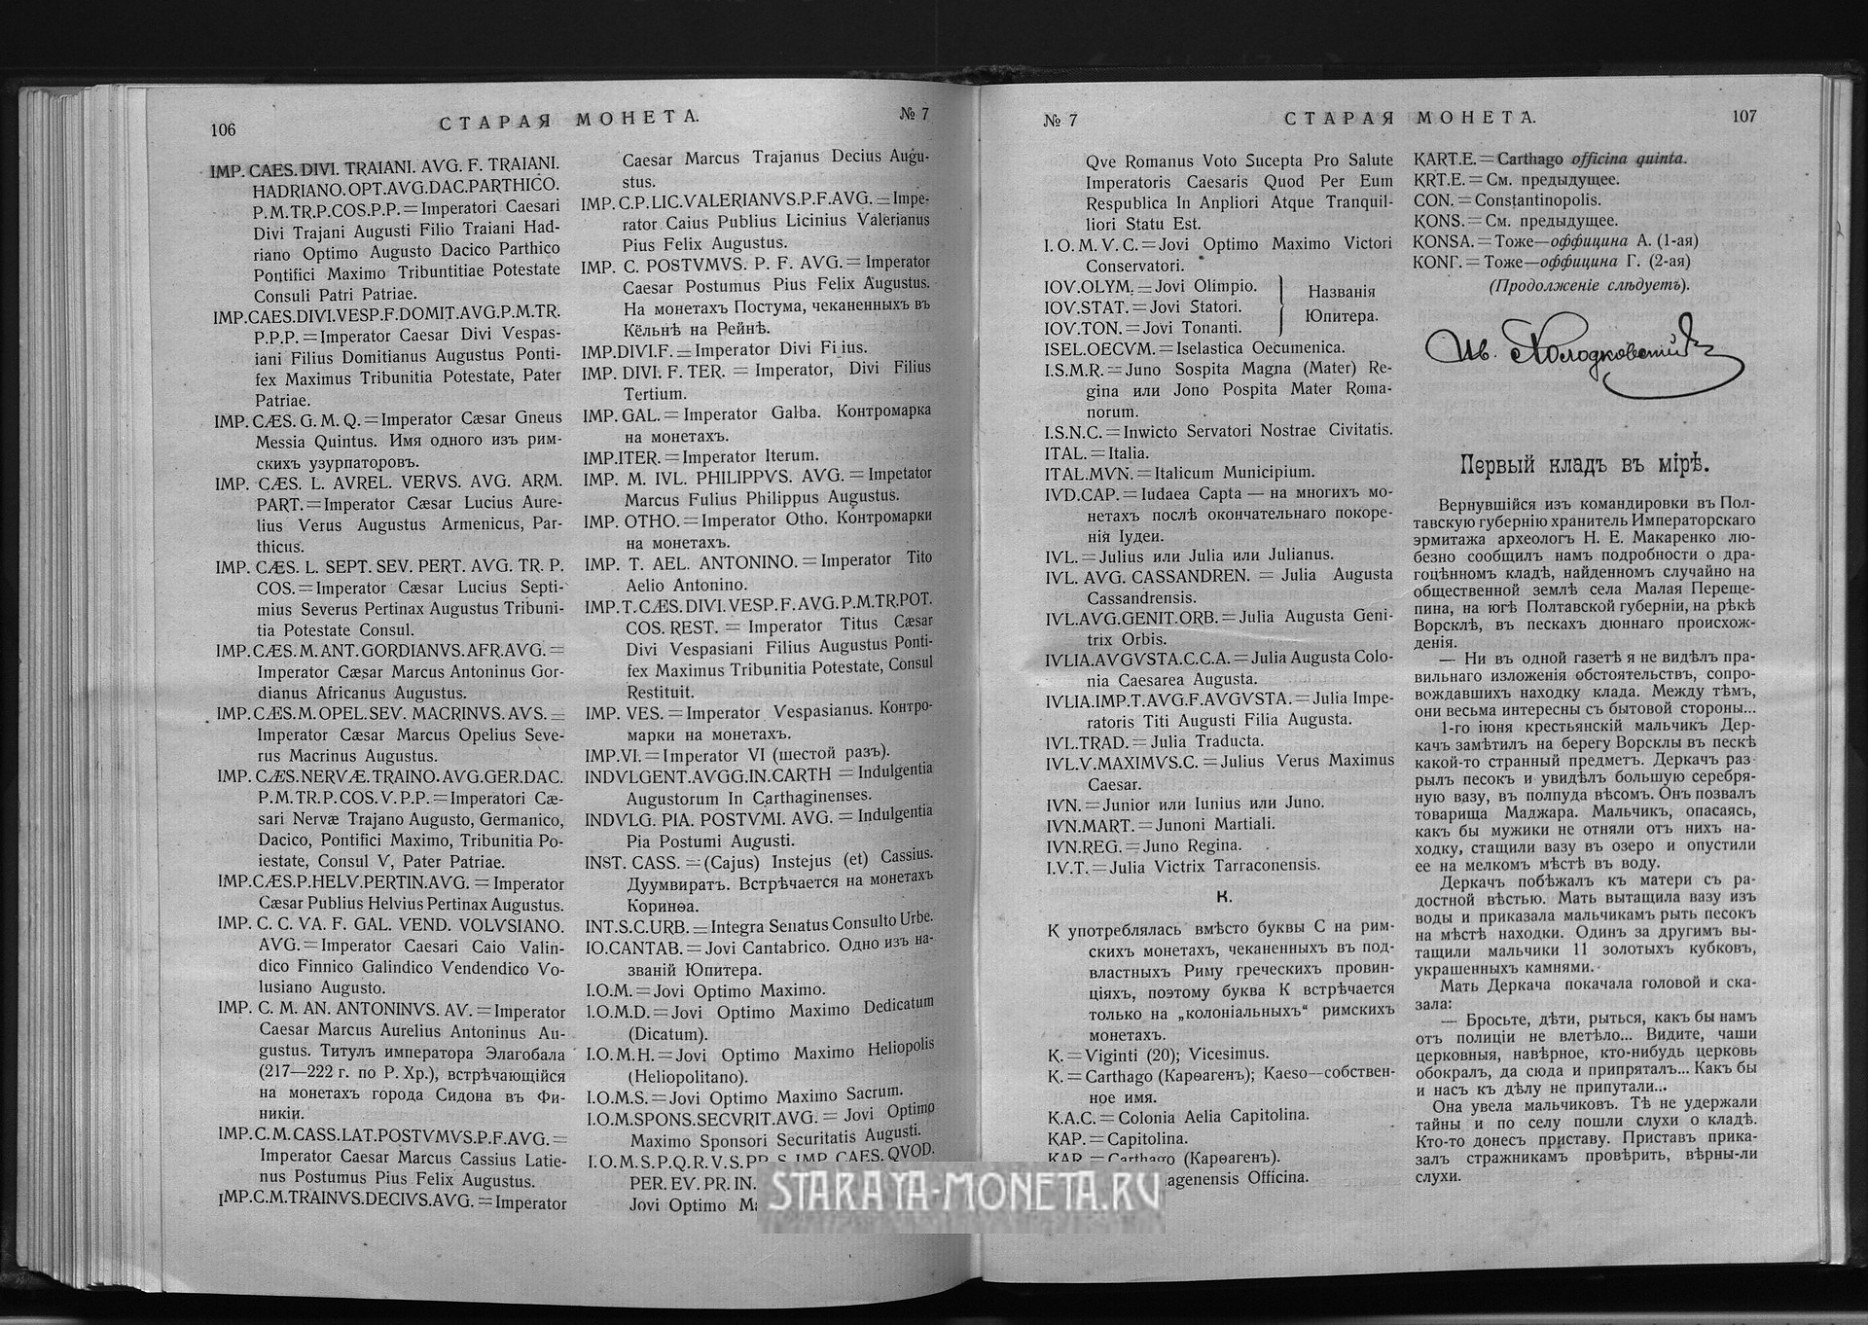 106
СТАРАЯ МОНЕТА.
№ 7
IMP. CAES. DIVI. TRAIANI. AVG. F. TRAIANI.
HADRIANO.OPT.AVG.DAC.PARTHICO.
P.M.TR.P.COS.P.P.=Imperatori Caesari
Divi Trajani Augusti Filio Traiani Had-
riano Optimo Augusto Dacico Parthico
Pontifici Maximo Tribuntitiae Potestate
Consuli Patri Patriae.
IMP.CAES.DIVI.VESP.F.DOMIT.AVG.P.M.TR.
P.P.P.=Imperator Caesar Divi Vespas-
iani Filius Domitianus Augustus Ponti-
fex Maximus Tribunitia Potestate, Pater
Patriae.
IMP. CÆS. G. M. Q.=Imperator Cæsar Gneus
Messia Quintus. Имя одного изъ рим-
скихъ узурпаторовъ.
IMP. CÆS. L. AVREL. VERVS. AVG. ARM.
PART.=Imperator Cæsar Lucius Aure-
lius Verus Augustus Armenicus, Par-
thicus.
IMP. CÆS. L. SEPT. SEV. PERT. AVG. TR. P.
COS.=Imperator Cæsar Lucius Septi-
mius Severus Pertinax Augustus Tribuni-
tia Potestate Consul.
IMP.CÆS.M.ANT.GORDIANVS.AFR.AVG.=
Imperator Cæsar Marcus Antoninus Gor-
dianus Africanus Augustus.
IMP.CÆS.M.OPEL.SEV. MACRINVS. AVS.=
Imperator Cæsar Marcus Opelius Seve-
rus Macrinus Augustus.
IMP. CÆS.NERVÆ.TRAINO.AVG.GER.DAC.
P.M.TR.P.COS.V.P.P.=Imperatori Cæ-
sari Nervæ Trajano Augusto, Germanico,
Dacico, Pontifici Maximo, Tribunitia Po-
iestate, Consul V, Pater Patriae.
IMP.CÆS.P.HELV.PERTIN.AVG. = Imperator
Cæsar Publius Helvius Pertinax Augustus.
IMP. C. C. VA. F. GAL. VEND. VOLVSIANO.
AVG.=Imperator Caesari Caio Valin-
dico Finnico Galindico Vendendico Vo-
lusiano Augusto.
IMP. C. M. AN. ANTONINVS. AV.=Imperator
Caesar Marcus Aurelius Antoninus Au-
gustus. Титулъ императора Элагобала
(217—222 г. по Р. Хр.), встрѣчающійся
на монетахъ города Сидона въ Фи-
никіи.
IMP.C.M.CASS.LAT.POSTVMVS.P.F.AVG.=
Imperator Caesar Marcus Cassius Latie-
nus Postumus Pius Felix Augustus.
IMP.C.M.TRAINVS.DECIVS.AVG.=Imperator
Caesar Marcus Trajanus Decius Augu-
stus.
IMP.C.P.LIC.VALERIANVS.P.F.AVG.=Impe-
rator Caius Publius Licinius Valerianus
Pius Felix Augustus.
IMP. C. POSTVMVS. P. F. AVG.=Imperator
Caesar Postumus Pius Felix Augustus.
На монетахъ Постума, чеканенныхъ въ
Кёльнѣ на Рейнѣ.
IMP.DIVI.F.=Imperator Divi Fi ius.
IMP. DIVI. F. TER. = Imperator, Divi Filius
Tertium.
IMP. GAL.=Imperator Galba. Контромарка
на монетахъ.
IMP.ITER.=Imperator Iterum.
IMP. M. IVL. PHILIPPVS. AVG.=Impetator
Marcus Fulius Philippus Augustus.
IMP. OTHO.=Imperator Otho. Контромарки
на монетахъ.
IMP. T. AEL. ANTONINO.=Imperator Tito
Aelio Antonino.
IMP.T.CÆS.DIVI.VESP.F.AVG.P.M.TR.POT.
COS. REST. = Imperator Titus Cæsar
Divi Vespasiani Filius Augustus Ponti-
fex Maximus Tribunitia Potestate, Consul
Restituit.
IMP. VES.=Imperator Vespasianus. Контро-
марки на монетахъ.
IMP.VI.=Imperator VI (шестой разъ).
INDVLGENT.AVGG.IN.CARTH = Indulgentia
Augustorum In Carthaginenses.
INDVLG. PIA. POSTVMI. AVG. = Indulgentia
Pia Postumi Augusti.
INST. CASS. =(Cajus) Instejus (et) Cassius.
Дуумвиратъ. Встрѣчается на монетахъ
Коринѳа.
INT.S.C.URB.=Integra Senatus Consulto Urbe.
IO.CANTAB.=Jovi Cantabrico. Одно изъ на-
званій Юпитера.
I.O.M.=Jovi Optimo Maximo.
I.O.M.D.=Jovi Optimo Maximo Dedicatum
(Dicatum).
I.O.M.H.=Jovi Optimo Maximo Heliopolis
(Heliopolitano).
I.O.M.S.=Jovi Optimo Maximo Sacrum.
I.O.M.SPONS.SECVRIT.AVG.= Jovi Optimo
Maximo Sponsori Securitatis Augusti.
I.O.M.S.P.Q.R.V.S.PR. S. IMP. CAES. QVOD.
PER. EV. PR. IN.
Jovi Optimo
№ 7
СТАРАЯ МОНЕТА.
107
Qve Romanus Voto Sucepta Pro Salute
Imperatoris Caesaris Quod Per Eum
Respublica In Anpliori Atque Tranquil-
liori Statu Est.
I.O.M.V.C.=Jovi Optimo Maximo Victori
Conservatori.
IOV.OLYM.=Jovi Olimpio.
IOV.STAT.=Jovi Statori.
IOV.TON.=Jovi Tonanti.
Названія
Юпитера.
ISEL.OECVM.=Iselastica Oecumenica.
I.S.M.R.=Juno Sospita Magna (Mater) Re-
gina или Jono Pospita Mater Roma-
norum.
I.S.N.C.=Inwicto Servatori Nostrae Civitatis.
ITAL.=Italia.
ITAL.MVN.=Italicum Municipium.
IVD.CAP.=Iudaea Capta — на многихъ мо-
нетахъ послѣ окончательнаго покоре-
нія Іудеи.
IVL.=Julius или Julia или Julianus.
IVL. AVG. CASSANDREN. = Julia Augusta
Cassandrensis.
IVL.AVG.GENIT.ORB.=Julia Augusta Geni-
trix Orbis.
IVLIA.AVGVSTA.C.C.A.=Julia Augusta Colo-
nia Caesarea Augusta.
IVLIA.IMP.T.AVG.F.AVGVSTA.=Julia Impe-
ratoris Titi Augusti Filia Augusta.
IVL.TRAD.=Julia Traducta.
IVL.V.MAXIMVS.C.=Julius Verus Maximus
Caesar.
IVN.=Junior или Iunius или Juno.
IVN.MART.=Junoni Martiali.
IVN.REG.=Juno Regina.
I.V.T.=Julia Victrix Tarraconensis.
К.
К употреблялась вмѣсто буквы С на рим-
скихъ монетахъ, чеканенныхъ въ под-
властныхъ Риму греческихъ провин-
ціяхъ, поэтому буква К встрѣчается
только на „колоніальныхъ“ римскихъ
монетахъ.
K.=Viginti (20); Vicesimus.
K.=Carthago (Карѳагенъ); Kaeso—собствен-
ное имя.
K.A.C.=Colonia Aelia Capitolina.
KAP.=Capitolina.
KAR.=Carthago (Карѳагенъ).
agenensis Officina.
KART.E.=Carthago officina quinta.
KRT.E.=См. предыдущее.
CON.=Constantinopolis.
KONS.=См. предыдущее.
KONSA.=Тоже—оффицина А. (1-ая)
KONГ.=Тоже—оффицина Г. (2-ая)
(Продолженіе слѣдуетъ).
Ив. Холодковскій
Первый кладъ въ мірѣ.
Вернувшійся изъ командировки въ Пол-
тавскую губернію хранитель Императорскаго
эрмитажа археологъ Н. Е. Макаренко лю-
безно сообщилъ намъ подробности о дра-
гоцѣнномъ кладѣ, найденномъ случайно на
общественной землѣ села Малая Переще-
пина, на югѣ Полтавской губерніи, на рѣкѣ
Ворсклѣ, въ пескахъ дюннаго происхож-
денія.
— Ни въ одной газетѣ я не видѣлъ пра-
вильнаго изложенія обстоятельствъ, сопро-
вождавшихъ находку клада. Между тѣмъ,
они весьма интересны съ бытовой стороны...
1-го іюня крестьянскій мальчикъ Дер-
качъ замѣтилъ на берегу Ворсклы въ пескѣ
какой-то странный предметъ. Деркачъ раз
рылъ песокъ и увидѣлъ большую серебря-
ную вазу, въ полпуда вѣсомъ. Онъ позвалъ
товарища Маджара. Мальчикъ, опасаясь,
какъ бы мужики не отняли отъ нихъ на-
ходку, стащили вазу въ озеро и опустили
ее на мелкомъ мѣстѣ въ воду.
Деркачъ побѣжалъ къ матери съ ра-
достной вѣстью. Мать вытащила вазу изъ
воды и приказала мальчикамъ рыть песокъ
на мѣстѣ находки. Одинъ за другимъ вы-
тащили мальчики 11 золотыхъ кубковъ,
украшенныхъ камнями.
Мать Деркача покачала головой и ска-
зала:
— Бросьте, дѣти, рыться, какъ бы намъ
отъ полиціи не влетѣло... Видите, чаши
церковныя, навѣрное, кто-нибудь церковь
обокралъ, да сюда и припряталъ... Какъ бы
и насъ къ дѣлу не припутали...
Она увела мальчиковъ. Тѣ не удержали
тайны и по селу пошли слухи о кладѣ.
Кто-то донесъ приставу. Приставъ прика-
залъ стражникамъ провѣрить, вѣрны-ли
слухи.
STARAYA-MONETA.RU